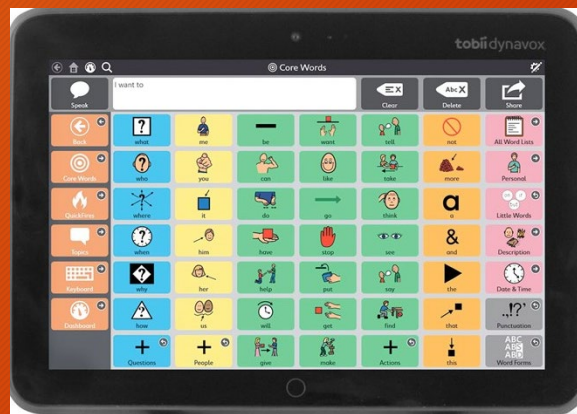 tobii dynavox
Core Words
I want to
Speak Clear Abc X Delete Share
Back ? what me be want tell not All Word Lists
Core Words ? who you can like take more Personal
QuickFires where it do go think a a Little Words
Topics ? when him have stop see & and Description
Keyboard ? why her help put say the Date & Time
Dashboard ? how us will get find that .,!?' Punctuation
+ Questions + People give make + Actions this ABC Word Forms